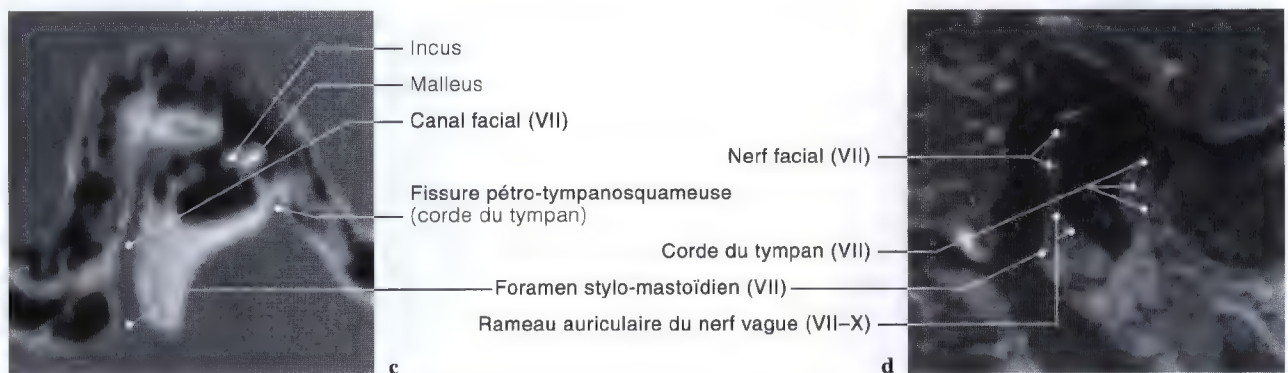 Incus
Malleus
Canal facial (VII)
Fissure pétro-tympanosquameuse
(corde du tympan)
Nerf facial (VII)
Corde du tympan (VII)
Foramen stylo-mastoïdien (VII)
Rameau auriculaire du nerf vague (VII–X)
c
d